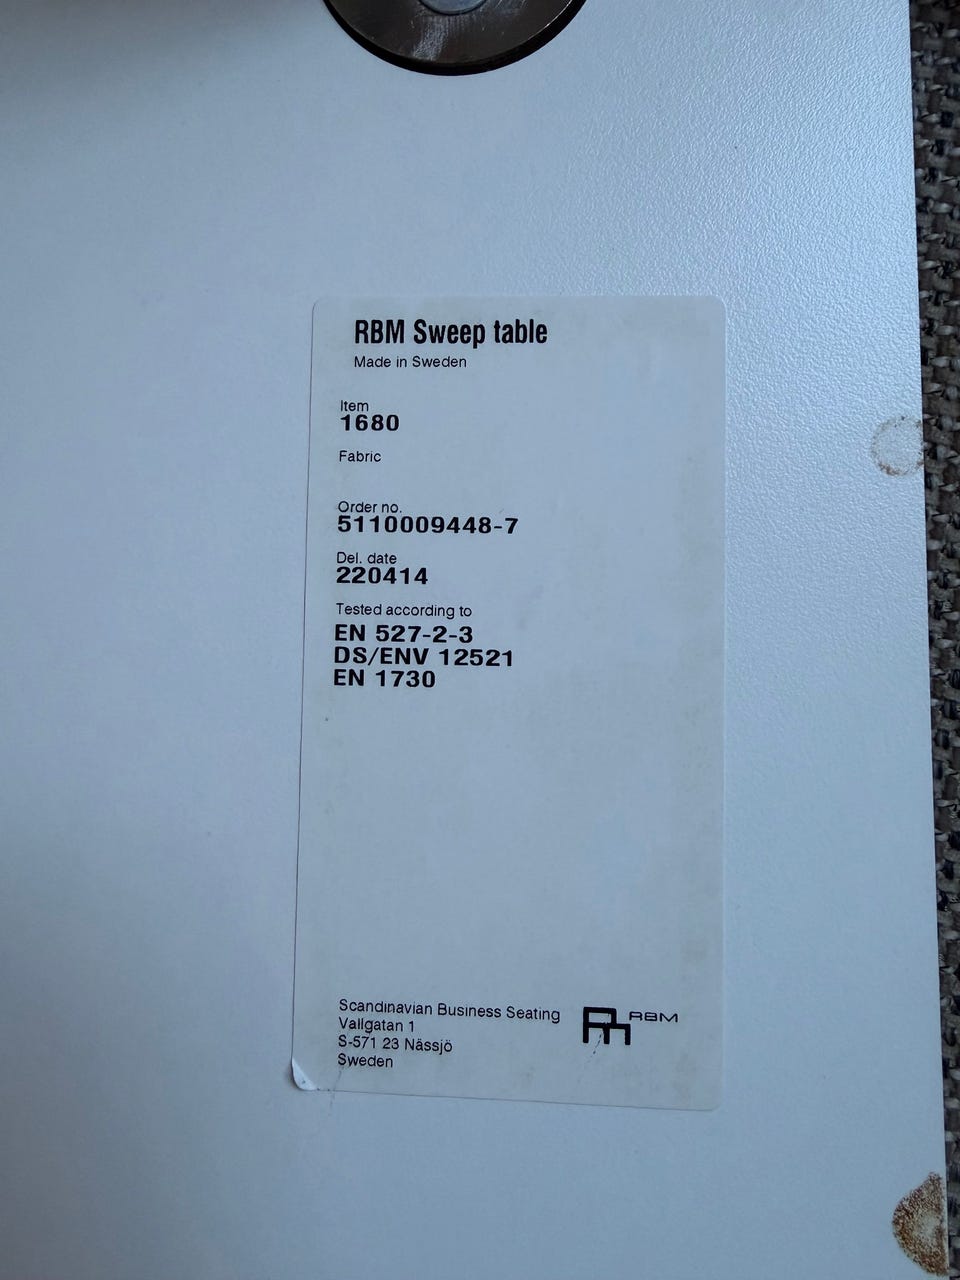 RBM Sweep table
Made in Sweden
Item
1680
Fabric
Order no.
5110009448-7
Del. date
220414
Tested according to
EN 527-2-3
DS/ENV 12521
EN 1730
Scandinavian Business Seating
Vallgatan 1
S-571 23 Nässjö
Sweden
RBM